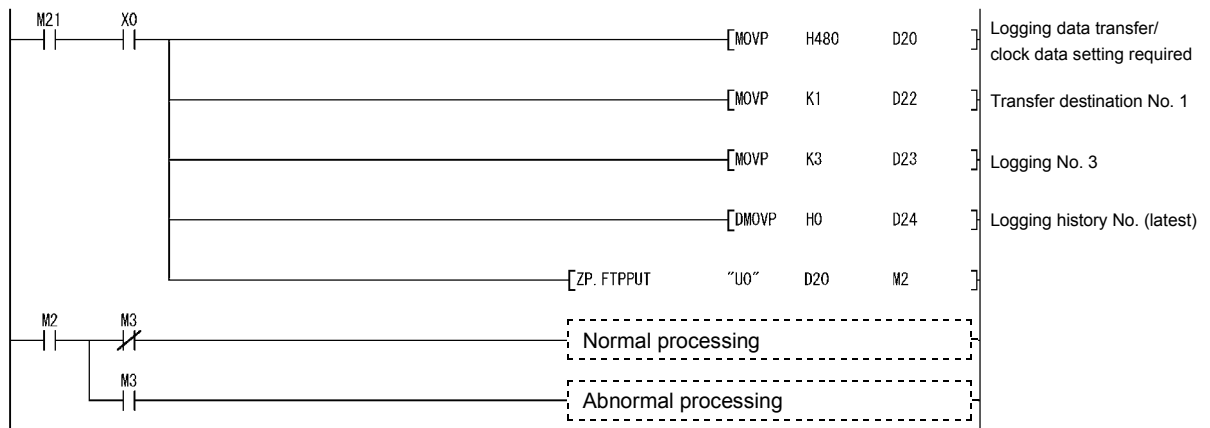 M21 X0
[MOVP H480 D20 ] Logging data transfer/
clock data setting required
[MOVP K1 D22 ] Transfer destination No. 1
[MOVP K3 D23 ] Logging No. 3
[DMOVP H0 D24 ] Logging history No. (latest)
[ZP.FTPPUT "U0" D20 M2 ]
M2 M3
Normal processing
M3
Abnormal processing